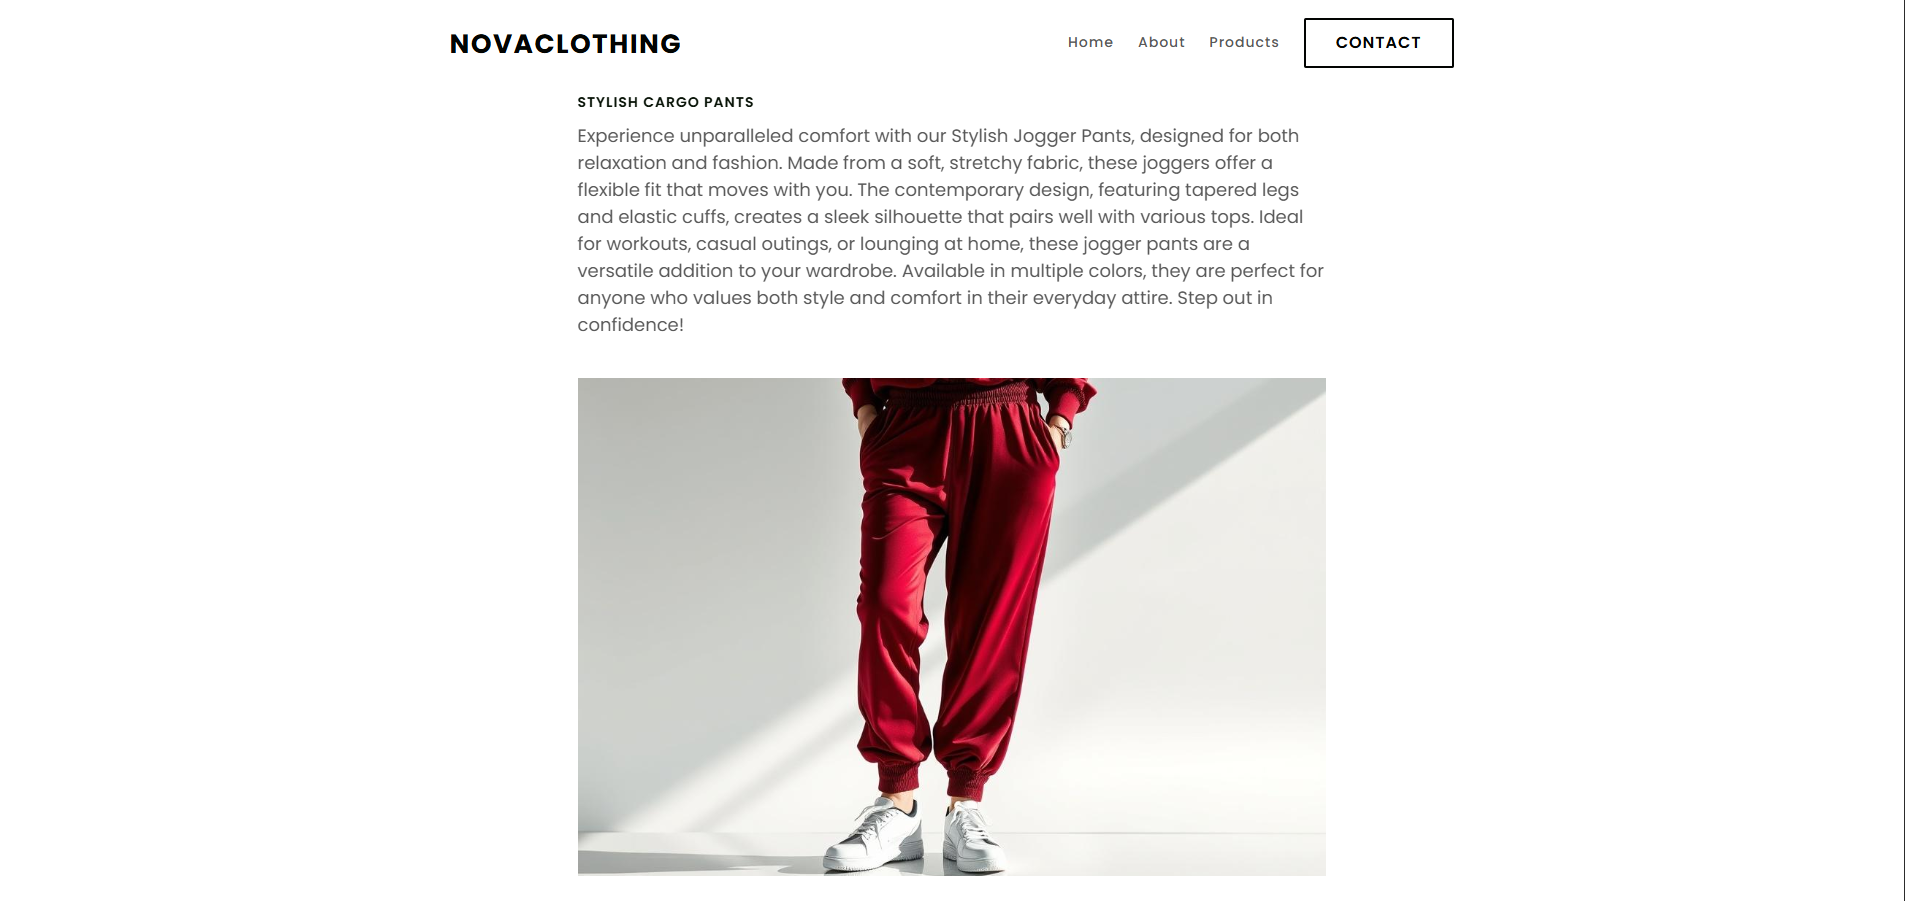 NOVACLOTHING
Home About Products CONTACT
STYLISH CARGO PANTS
Experience unparalleled comfort with our Stylish Jogger Pants, designed for both
relaxation and fashion. Made from a soft, stretchy fabric, these joggers offer a
flexible fit that moves with you. The contemporary design, featuring tapered legs
and elastic cuffs, creates a sleek silhouette that pairs well with various tops. Ideal
for workouts, casual outings, or lounging at home, these jogger pants are a
versatile addition to your wardrobe. Available in multiple colors, they are perfect for
anyone who values both style and comfort in their everyday attire. Step out in
confidence!